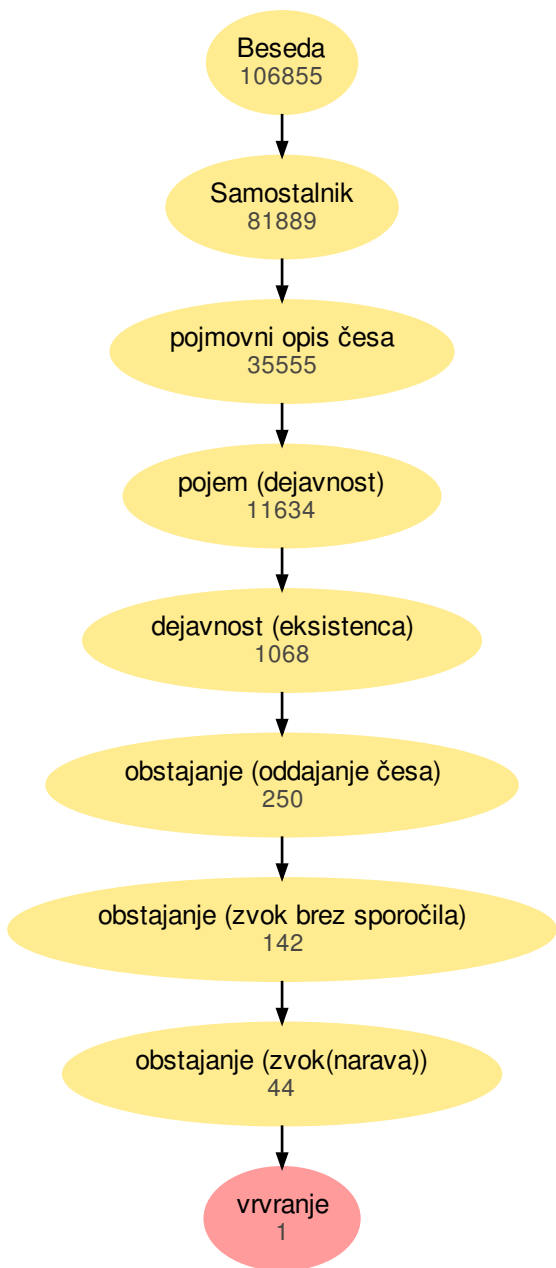 Beseda
106855
Samostalnik
81889
pojmovni opis česa
35555
pojem (dejavnost)
11634
dejavnost (eksistenca)
1068
obstajanje (oddajanje česa)
250
obstajanje (zvok brez sporočila)
142
obstajanje (zvok(narava))
44
vrvranje
1